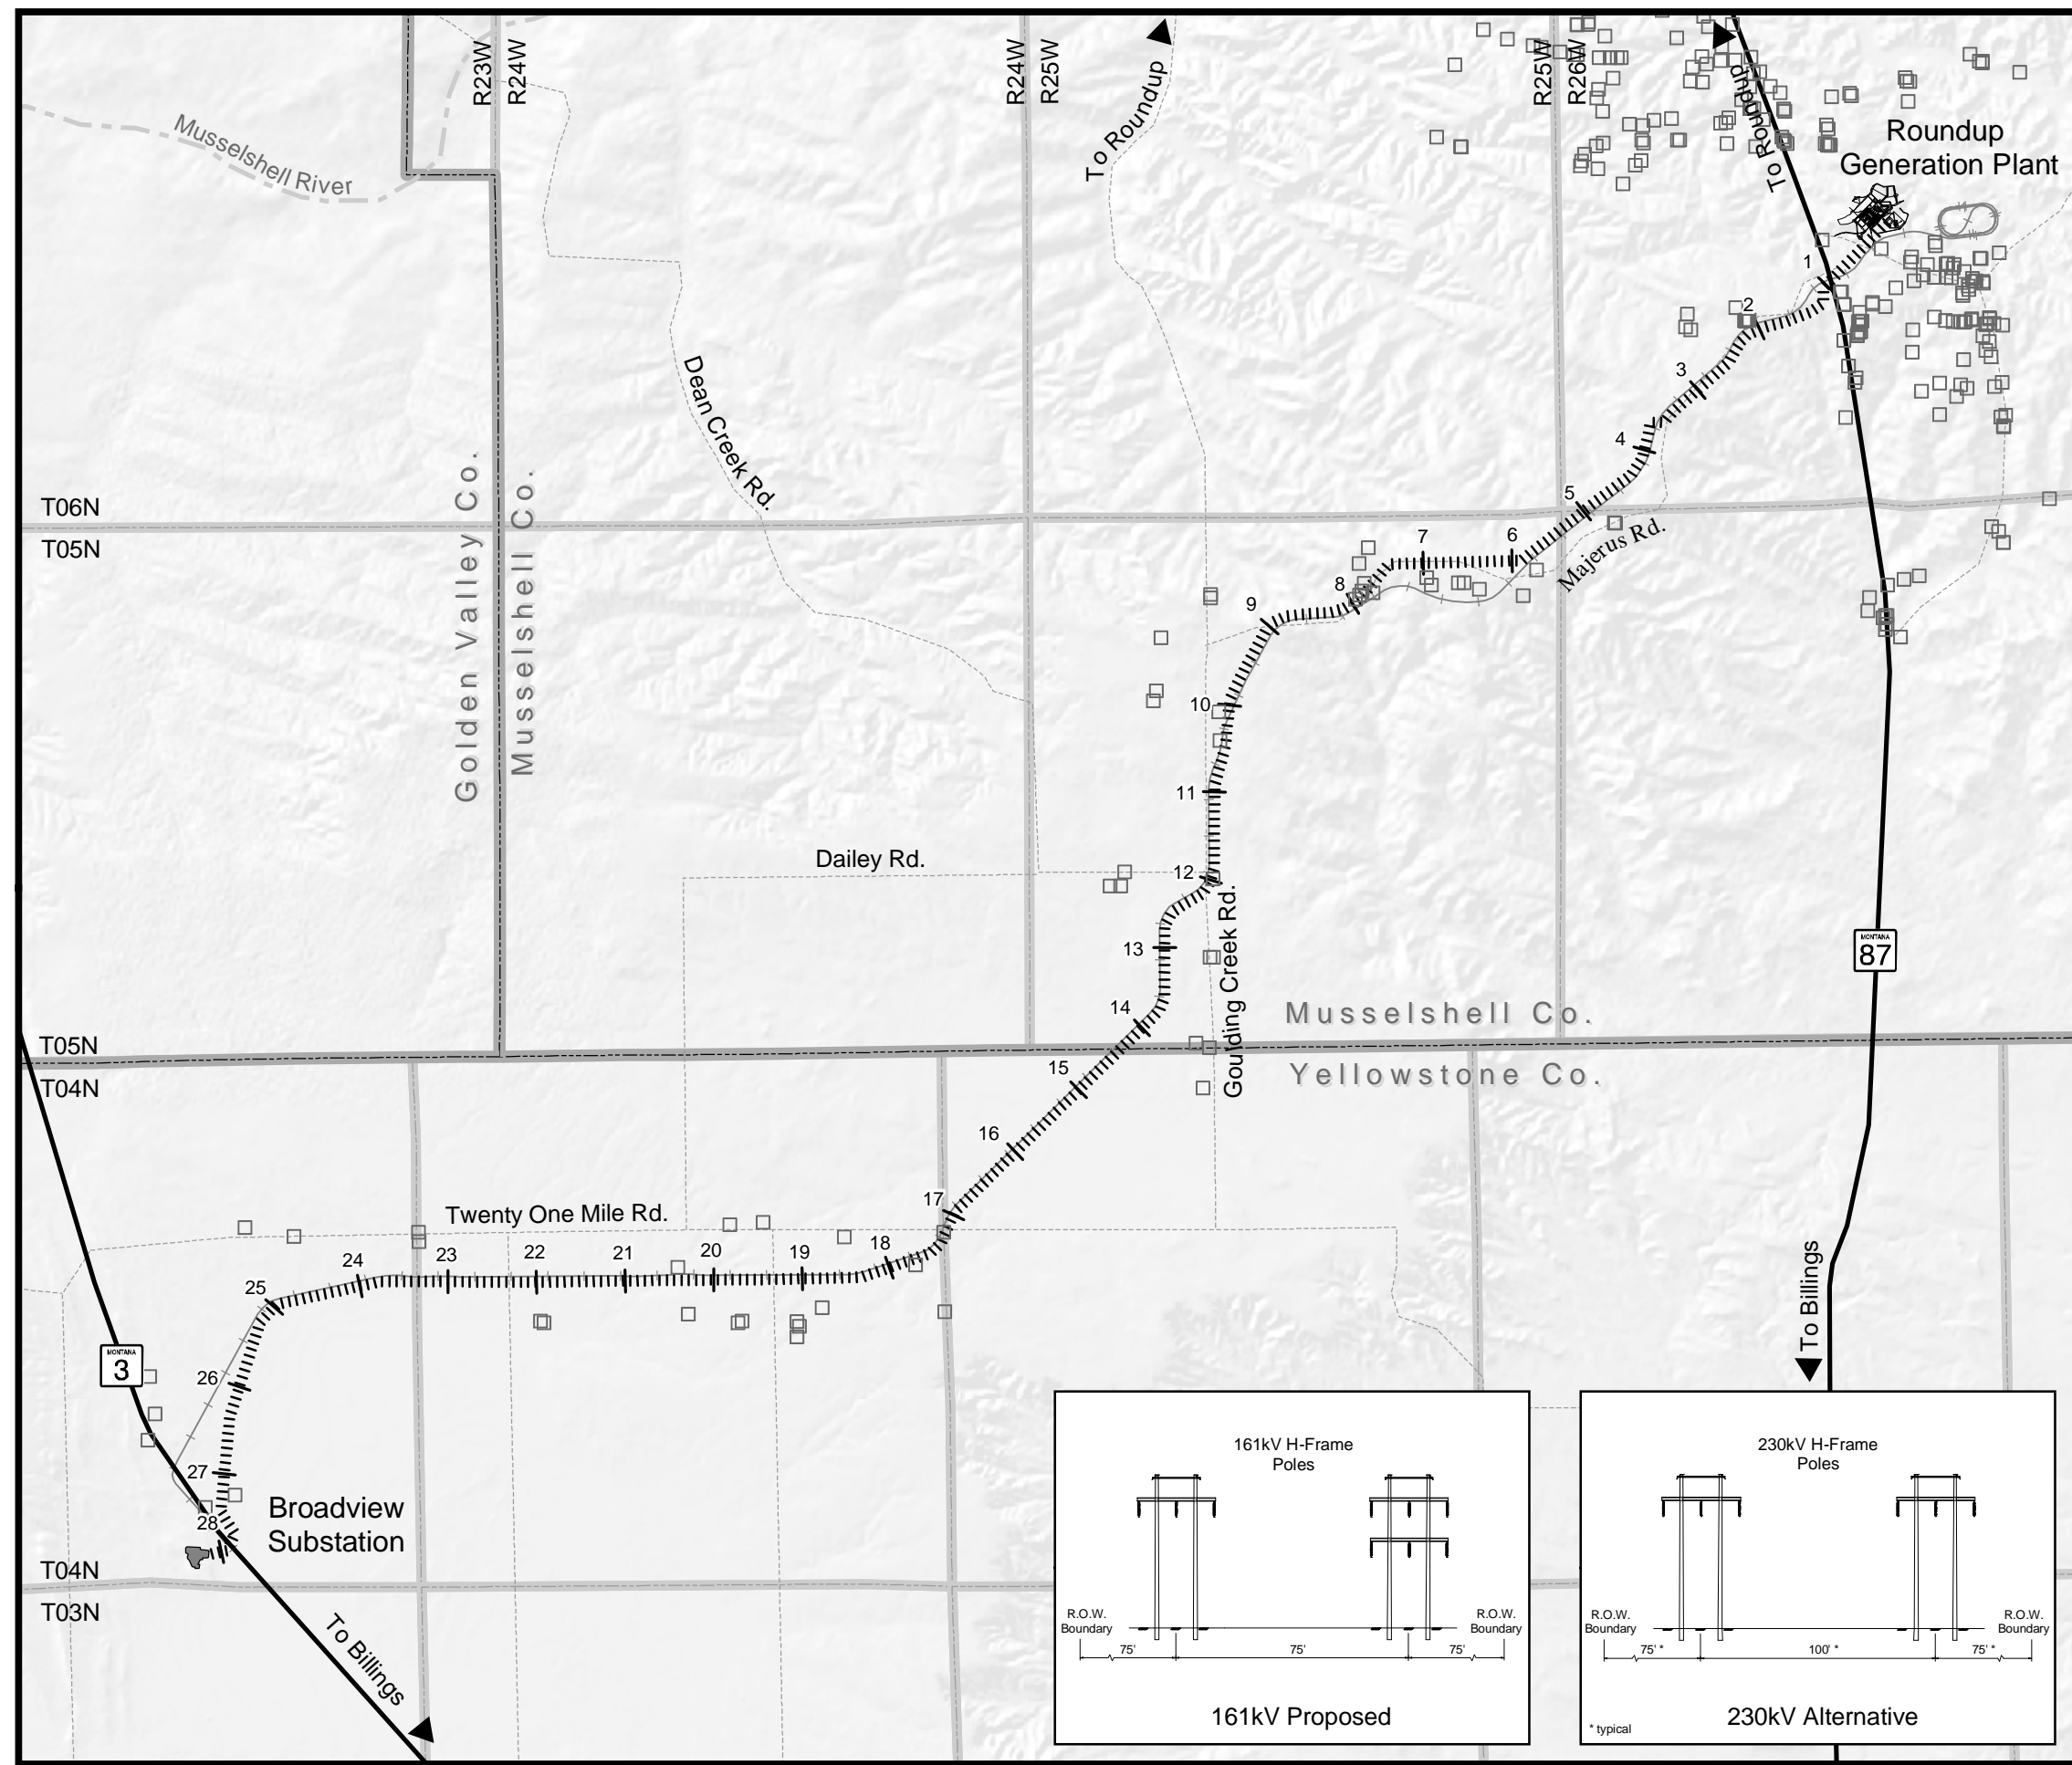 R23W
R24W
R24W
R25W
R25W
R26W
To Roundup
To Roundup
Roundup
Generation Plant
Musselshell River
1
2
3
4
5
6
7
8
9
10
11
12
13
14
15
16
17
18
19
20
21
22
23
24
25
26
27
28
Dean Creek Rd.
T06N
T05N
Golden Valley Co.
Musselshell Co.
Majerus Rd.
Dailey Rd.
Goulding Creek Rd.
MONTANA
87
Musselshell Co.
Yellowstone Co.
T05N
T04N
Twenty One Mile Rd.
To Billings
MONTANA
3
Broadview
Substation
T04N
T03N
To Billings
161kV H-Frame
Poles
R.O.W.
Boundary
R.O.W.
Boundary
75'
75'
75'
161kV Proposed
230kV H-Frame
Poles
R.O.W.
Boundary
R.O.W.
Boundary
75' *
100' *
75' *
* typical
230kV Alternative